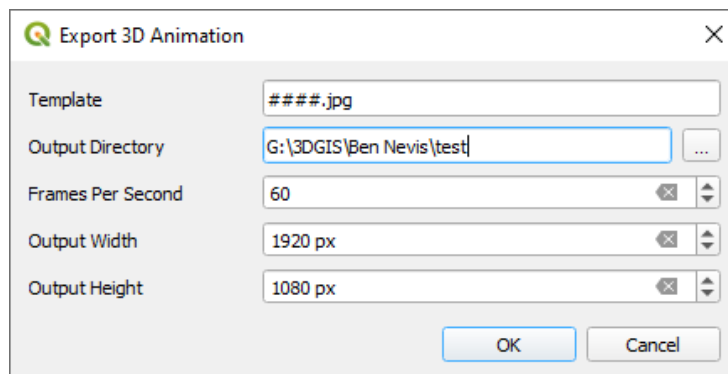 Export 3D Animation
Template ####.jpg
Output Directory G:\3DGIS\Ben Nevis\test ...
Frames Per Second 60
Output Width 1920 px
Output Height 1080 px
OK Cancel